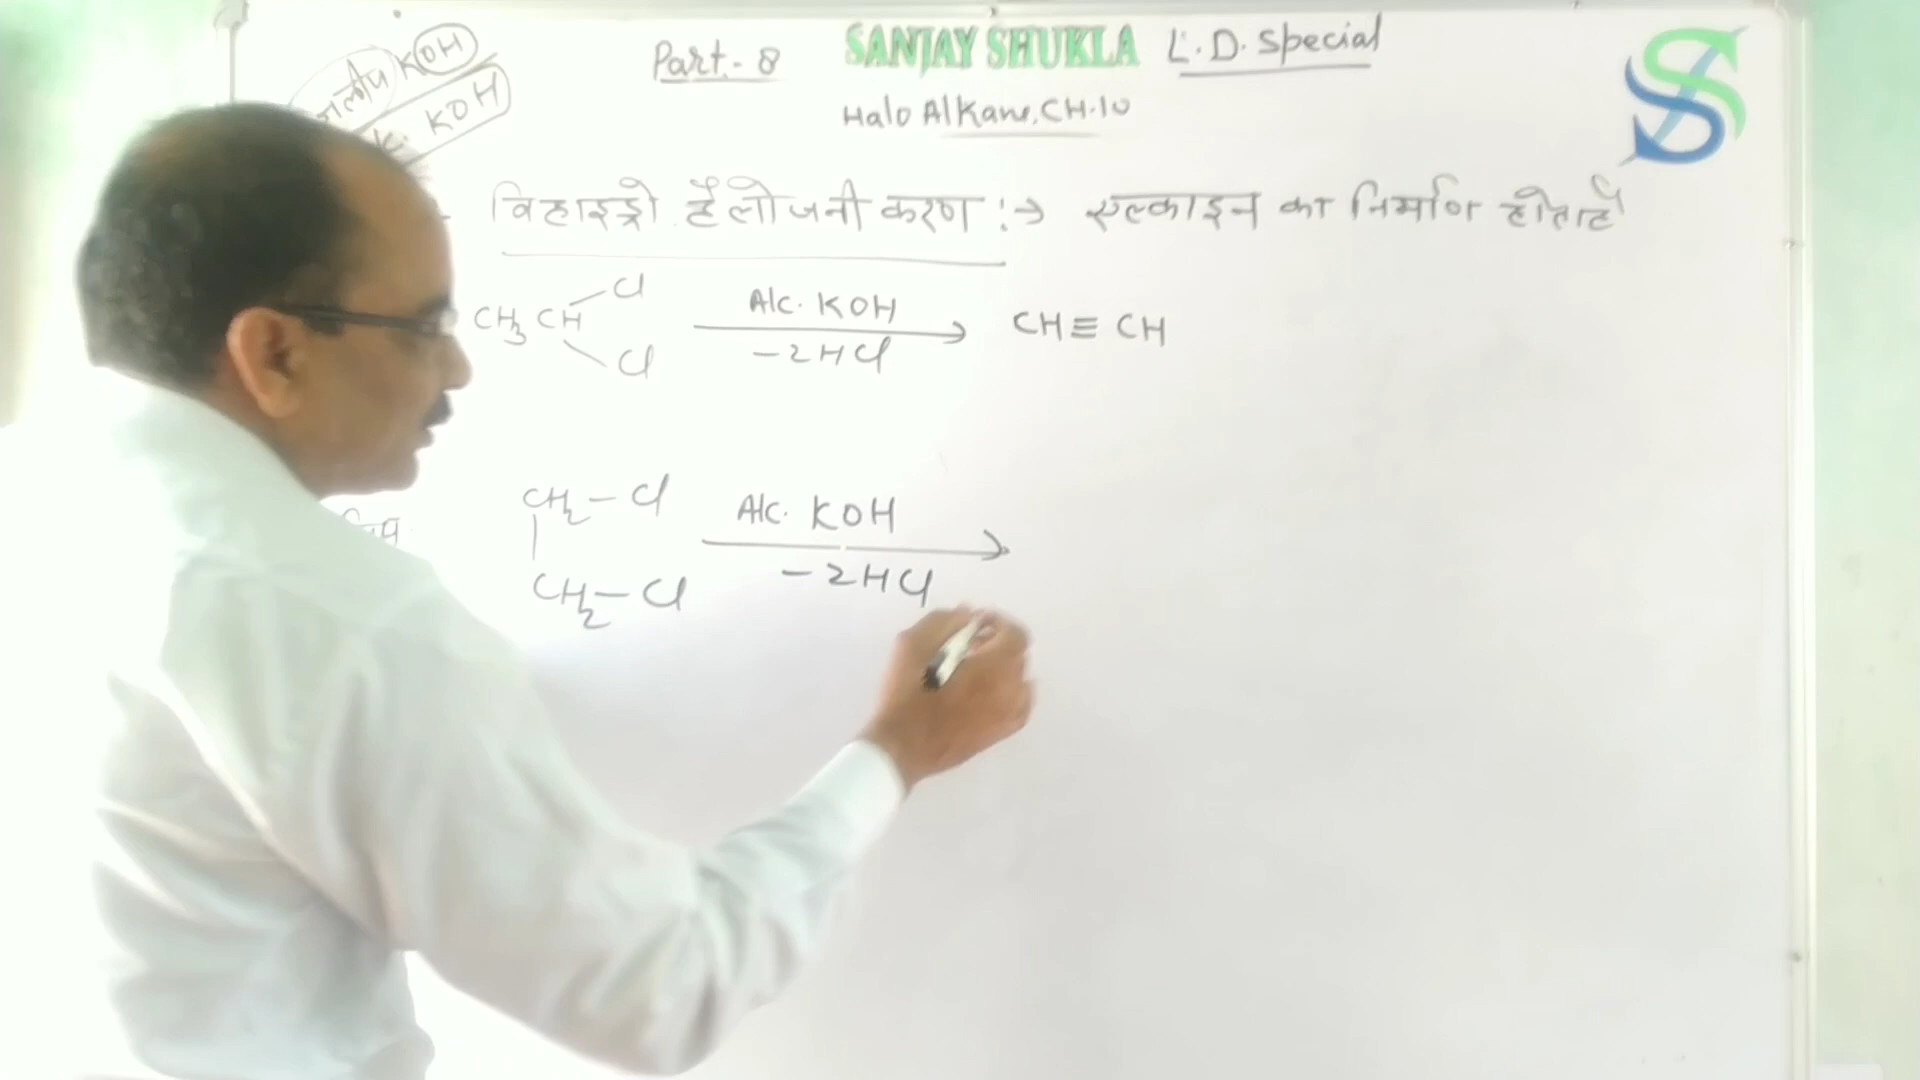 जलीय KOH
KOH
Part.-8 SANJAY SHUKLA L.D. Special
Halo Alkane, CH.10
विहाइड्रो हैलोजनीकरण :→ एल्काइन का निर्माण होता है
CH3 CH Cl Cl Alc. KOH -2HCl CH≡CH
CH2-Cl Alc. KOH
CH2-Cl -2HCl